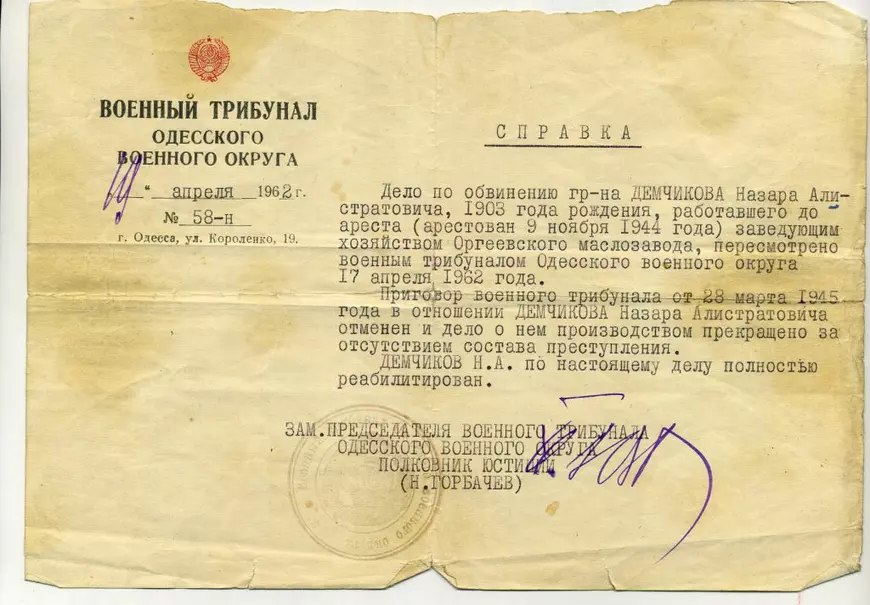 ВОЕННЫЙ ТРИБУНАЛ
ОДЕССКОГО
ВОЕННОГО ОКРУГА
19 " апреля 1962 г.
№ 58-н
г. Одесса, ул. Короленко, 19.
СПРАВКА
Дело по обвинению гр-на ДЕМЧИКОВА Назара Али-
стратовича, 1903 года рождения, работавшего до
ареста (арестован 9 ноября 1944 года) заведующим
хозяйством Оргеевского маслозавода, пересмотрено
военным трибуналом Одесского военного округа
17 апреля 1962 года.
Приговор военного трибунала от 28 марта 1945
года в отношении ДЕМЧИКОВА Назара Алистратовича
отменен и дело о нем производством прекращено за
отсутствием состава преступления.
ДЕМЧИКОВ Н.А. по настоящему делу полностью
реабилитирован.
ЗАМ.ПРЕДСЕДАТЕЛЯ ВОЕННОГО ТРИБУНАЛА
ОДЕССКОГО ВОЕННОГО ОКРУГА
ПОЛКОВНИК ЮСТИЦИИ
(Н.ГОРБАЧЕВ)